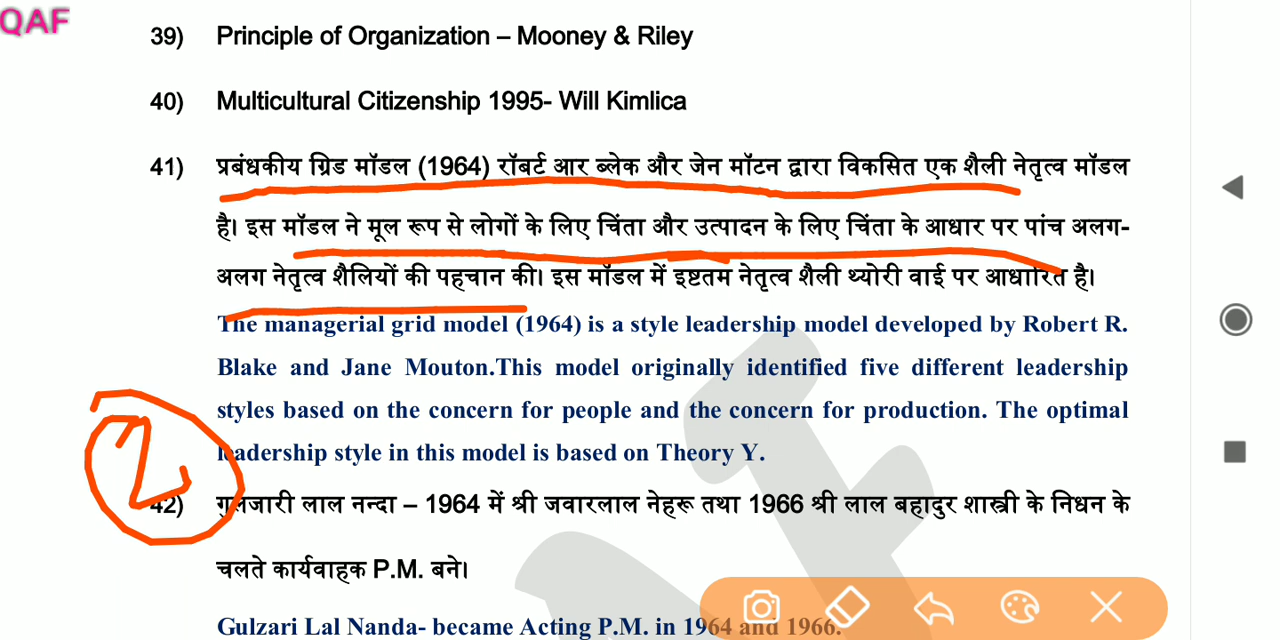 QAF
39) Principle of Organization – Mooney & Riley
40) Multicultural Citizenship 1995- Will Kimlica
41) प्रबंधकीय ग्रिड मॉडल (1964) रॉबर्ट आर ब्लेक और जेन मॉटन द्वारा विकसित एक शैली नेतृत्व मॉडल
है। इस मॉडल ने मूल रूप से लोगों के लिए चिंता और उत्पादन के लिए चिंता के आधार पर पांच अलग-
अलग नेतृत्व शैलियों की पहचान की। इस मॉडल में इष्टतम नेतृत्व शैली थ्योरी वाई पर आधारित है।
The managerial grid model (1964) is a style leadership model developed by Robert R.
Blake and Jane Mouton.This model originally identified five different leadership
styles based on the concern for people and the concern for production. The optimal
leadership style in this model is based on Theory Y.
2
42) गुलजारी लाल नन्दा – 1964 में श्री जवारलाल नेहरू तथा 1966 श्री लाल बहादुर शास्त्री के निधन के
चलते कार्यवाहक P.M. बने।
Gulzari Lal Nanda- became Acting P.M. in 1964 and 1966.